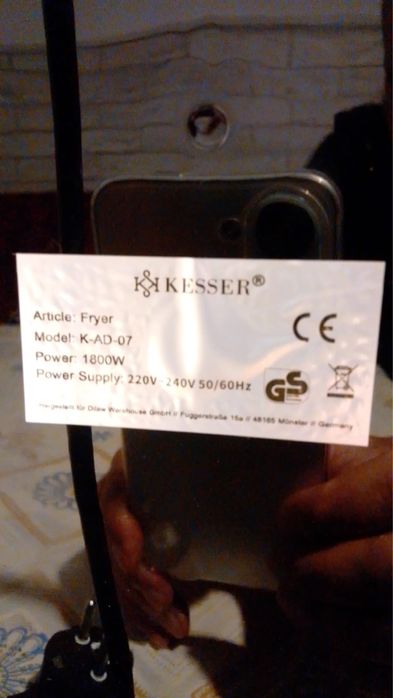 KESSER®
Article: Fryer
Model: K-AD-07
Power: 1800W
Power Supply: 220V~240V 50/60Hz
CE
GS
Hergestellt für Dilaw Warehouse GmbH // Fuggerstraße 15a // 48165 Münster // Germany